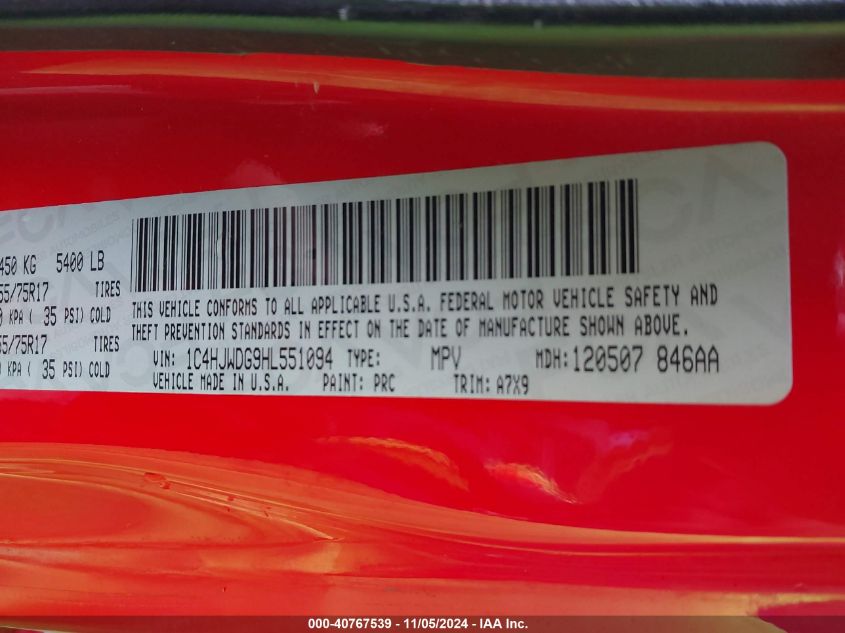 450 KG 5400 LB
55/75R17 TIRES
0 KPA ( 35 PSI) COLD
55/75R17 TIRES
0 KPA ( 35 PSI) COLD
THIS VEHICLE CONFORMS TO ALL APPLICABLE U.S.A. FEDERAL MOTOR VEHICLE SAFETY AND
THEFT PREVENTION STANDARDS IN EFFECT ON THE DATE OF MANUFACTURE SHOWN ABOVE.
VIN: 1C4HJWDG9HL551094 TYPE: MPV MDH: 120507 846AA
VEHICLE MADE IN U.S.A. PAINT: PRC TRIM: A7X9
000-40767539 - 11/05/2024 - IAA Inc.